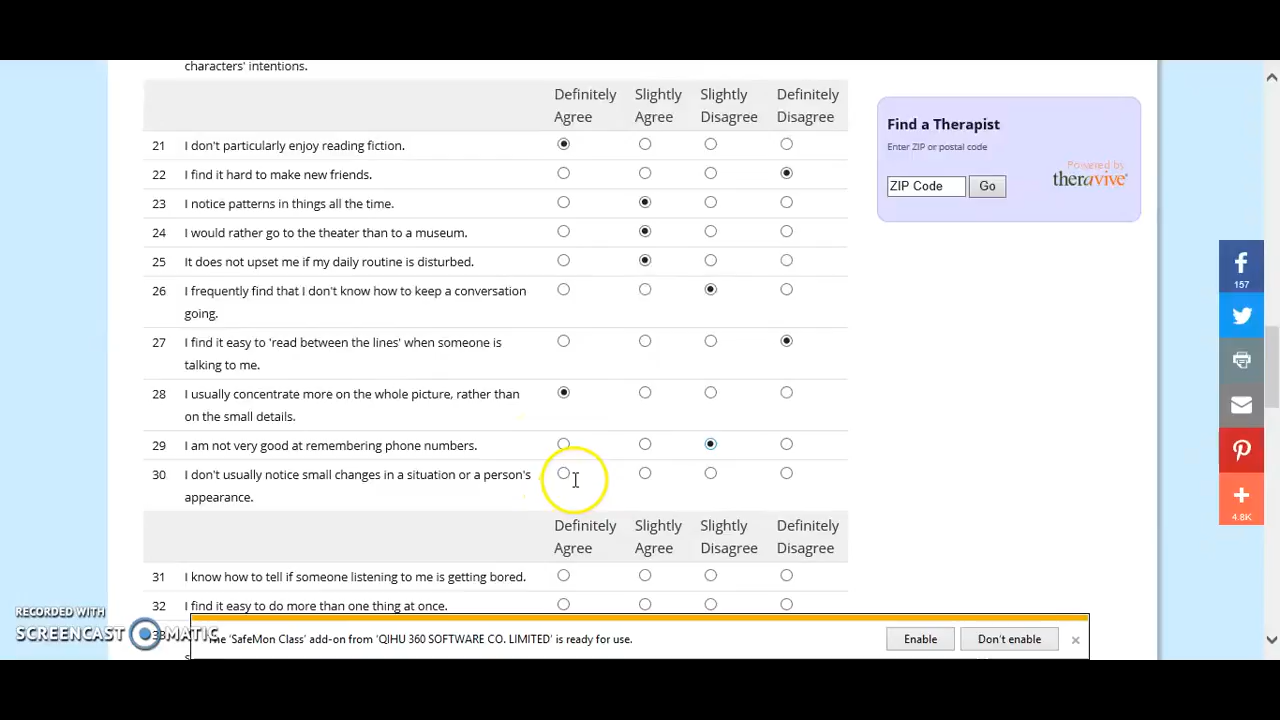 characters' intentions.
Definitely Slightly Slightly Definitely
Agree Agree Disagree Disagree
21 I don't particularly enjoy reading fiction.
22 I find it hard to make new friends.
23 I notice patterns in things all the time.
24 I would rather go to the theater than to a museum.
25 It does not upset me if my daily routine is disturbed.
26 I frequently find that I don't know how to keep a conversation
going.
27 I find it easy to 'read between the lines' when someone is
talking to me.
28 I usually concentrate more on the whole picture, rather than
on the small details.
29 I am not very good at remembering phone numbers.
30 I don't usually notice small changes in a situation or a person's
appearance.
Definitely Slightly Slightly Definitely
Agree Agree Disagree Disagree
31 I know how to tell if someone listening to me is getting bored.
32 I find it easy to do more than one thing at once.
Find a Therapist
Enter ZIP or postal code
Powered by
theravive
ZIP Code Go
157
4.8K
RECORDED WITH
SCREENCAST MATIC
'SafeMon Class' add-on from 'QIHU 360 SOFTWARE CO. LIMITED' is ready for use.
Enable Don't enable ×